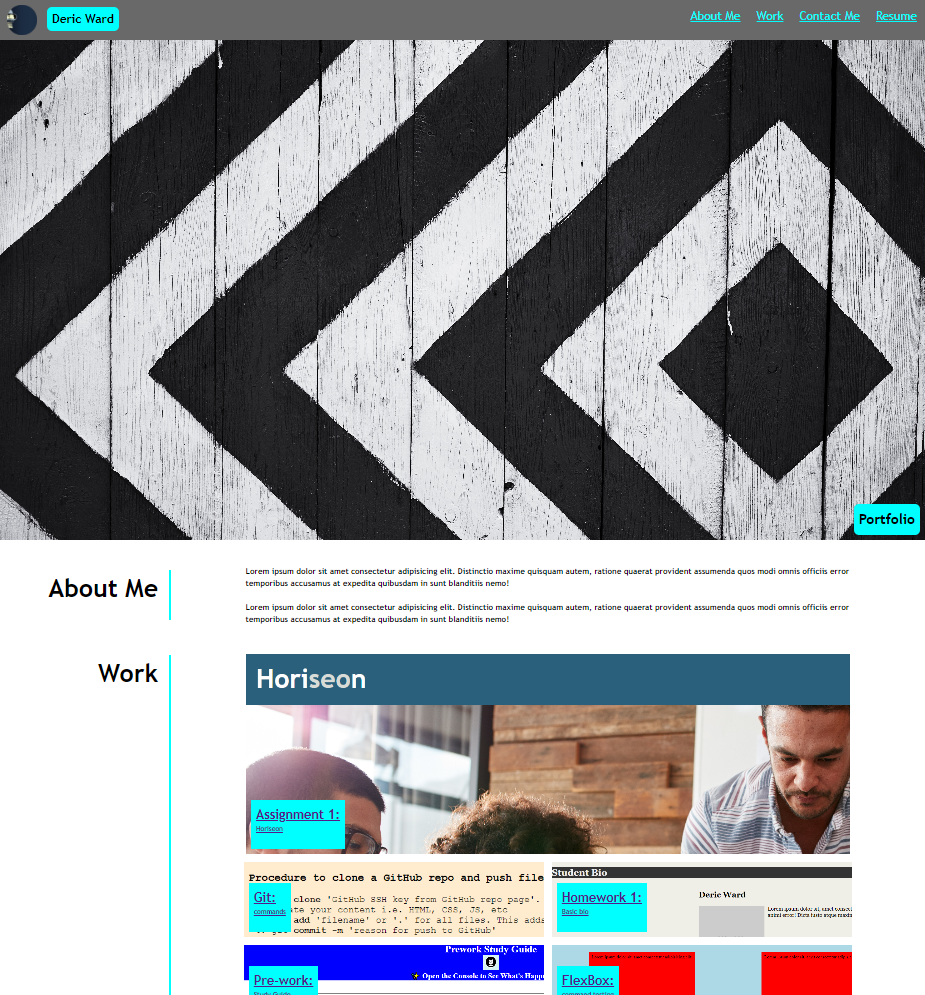 Deric Ward
About Me Work Contact Me Resume
Portfolio
About Me
Lorem ipsum dolor sit amet consectetur adipisicing elit. Distinctio maxime quisquam autem, ratione quaerat provident assumenda quos modi omnis officiis error
temporibus accusamus at expedita quibusdam in sunt blanditiis nemo!
Lorem ipsum dolor sit amet consectetur adipisicing elit. Distinctio maxime quisquam autem, ratione quaerat provident assumenda quos modi omnis officiis error
temporibus accusamus at expedita quibusdam in sunt blanditiis nemo!
Work
Horiseon
Assignment 1:
Horiseon
Procedure to clone a GitHub repo and push file
Git:
commands
clone 'GitHub SSH key from GitHub repo page'.
te your content i.e. HTML, CSS, JS, etc
add 'filename' or '.' for all files. This adds
commit -m 'reason for push to GitHub'
Student Bio
Homework 1:
Basic bio
Deric Ward
Lorem ipsum dolor sit amet, consec
Prework Study Guide
Open the Console to See What's Happ
Pre-work:
Study Guide
FlexBox:
command testing